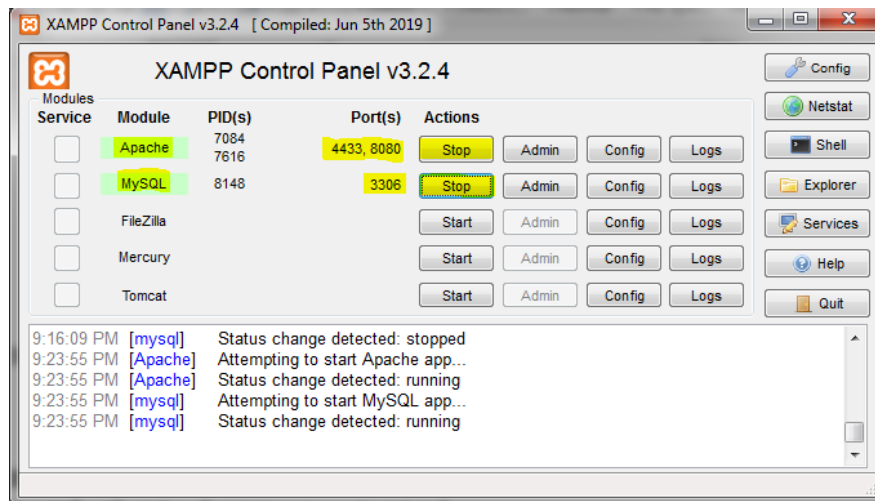 XAMPP Control Panel v3.2.4 [ Compiled: Jun 5th 2019 ]
XAMPP Control Panel v3.2.4
Config
Modules
Service Module PID(s) Port(s) Actions
Netstat
Apache 7084 7616 4433, 8080 Stop Admin Config Logs
Shell
MySQL 8148 3306 Stop Admin Config Logs
Explorer
FileZilla Start Admin Config Logs
Services
Mercury Start Admin Config Logs
Help
Tomcat Start Admin Config Logs
Quit
9:16:09 PM [mysql] Status change detected: stopped
9:23:55 PM [Apache] Attempting to start Apache app...
9:23:55 PM [Apache] Status change detected: running
9:23:55 PM [mysql] Attempting to start MySQL app...
9:23:55 PM [mysql] Status change detected: running